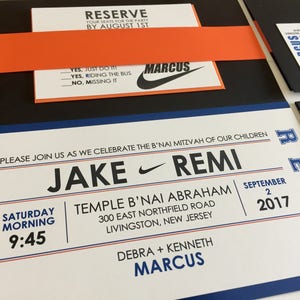 RESERVE
YOUR SEATS FOR THE PARTY
BY AUGUST 1ST
YES, JUST DO IT!
YES, RIDING THE BUS
NO, MISSING IT
MARCUS
PLEASE JOIN US AS WE CELEBRATE THE B'NAI MITZVAH OF OUR CHILDREN
JAKE REMI
SATURDAY
MORNING
9:45
TEMPLE B'NAI ABRAHAM
300 EAST NORTHFIELD ROAD
LIVINGSTON, NEW JERSEY
SEPTEMBER
2
2017
DEBRA + KENNETH
MARCUS